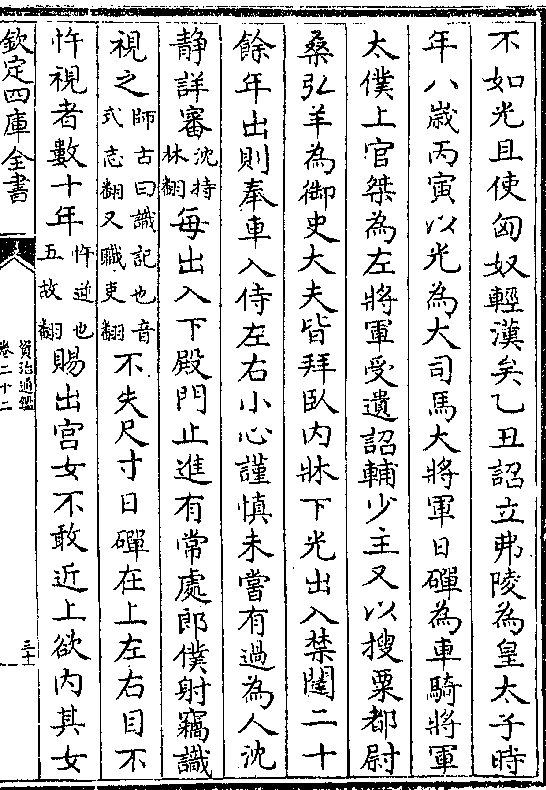 不如光且使匈奴輕漢矣乙丑詔立弗陵為皇太子時
年八歲丙寅以光為大司馬大將軍日磾為車騎將軍
太僕上官桀為左將軍受遺詔輔少主又以搜粟都尉
桑弘羊為御史大夫皆拜臥內牀下光出入禁闥二十
餘年出則奉車入侍左右小心謹慎未嘗有過為人沈
靜詳審沈持林翻每出入下殿門止進有常處郎僕射竊識
視之師古曰識記也音式志翻又職吏翻不失尺寸日磾在上左右目不
忤視者數十年忤逆也五故翻賜出宮女不敢近上欲內其女
欽定四庫全書
資治通鑑
卷二十二
三十